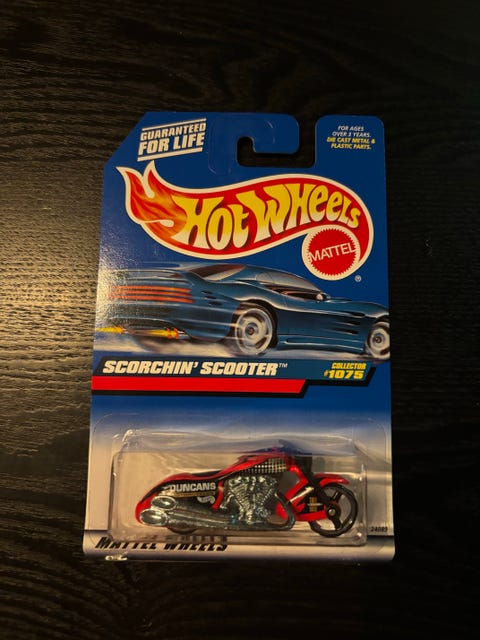 GUARANTEED
FOR LIFE
FOR AGES
OVER 3 YEARS.
DIE CAST METAL &
PLASTIC PARTS.
HOT WHEELS
MATTEL
®
SCORCHIN' SCOOTER™
COLLECTOR
#1075
DUNCANS
24089
MATTEL WHEELS